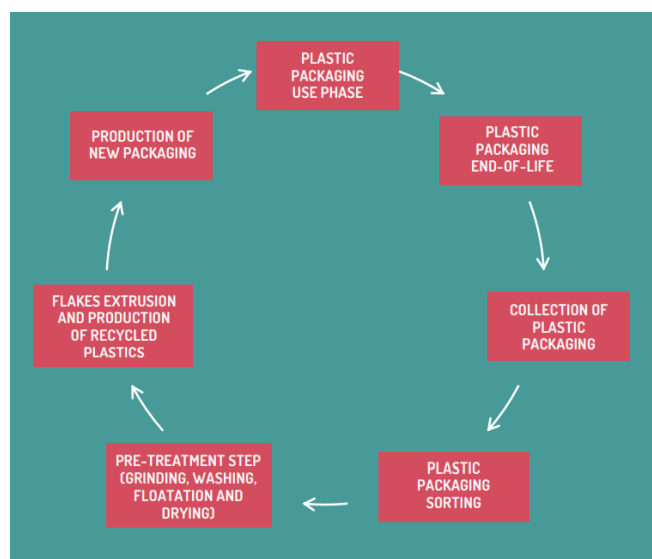 PLASTIC
PACKAGING
USE PHASE
PLASTIC
PACKAGING
END-OF-LIFE
COLLECTION OF
PLASTIC
PACKAGING
PLASTIC
PACKAGING
SORTING
PRE-TREATMENT STEP
(GRINDING, WASHING,
FLOATATION AND
DRYING)
FLAKES EXTRUSION
AND PRODUCTION
OF RECYCLED
PLASTICS
PRODUCTION OF
NEW PACKAGING